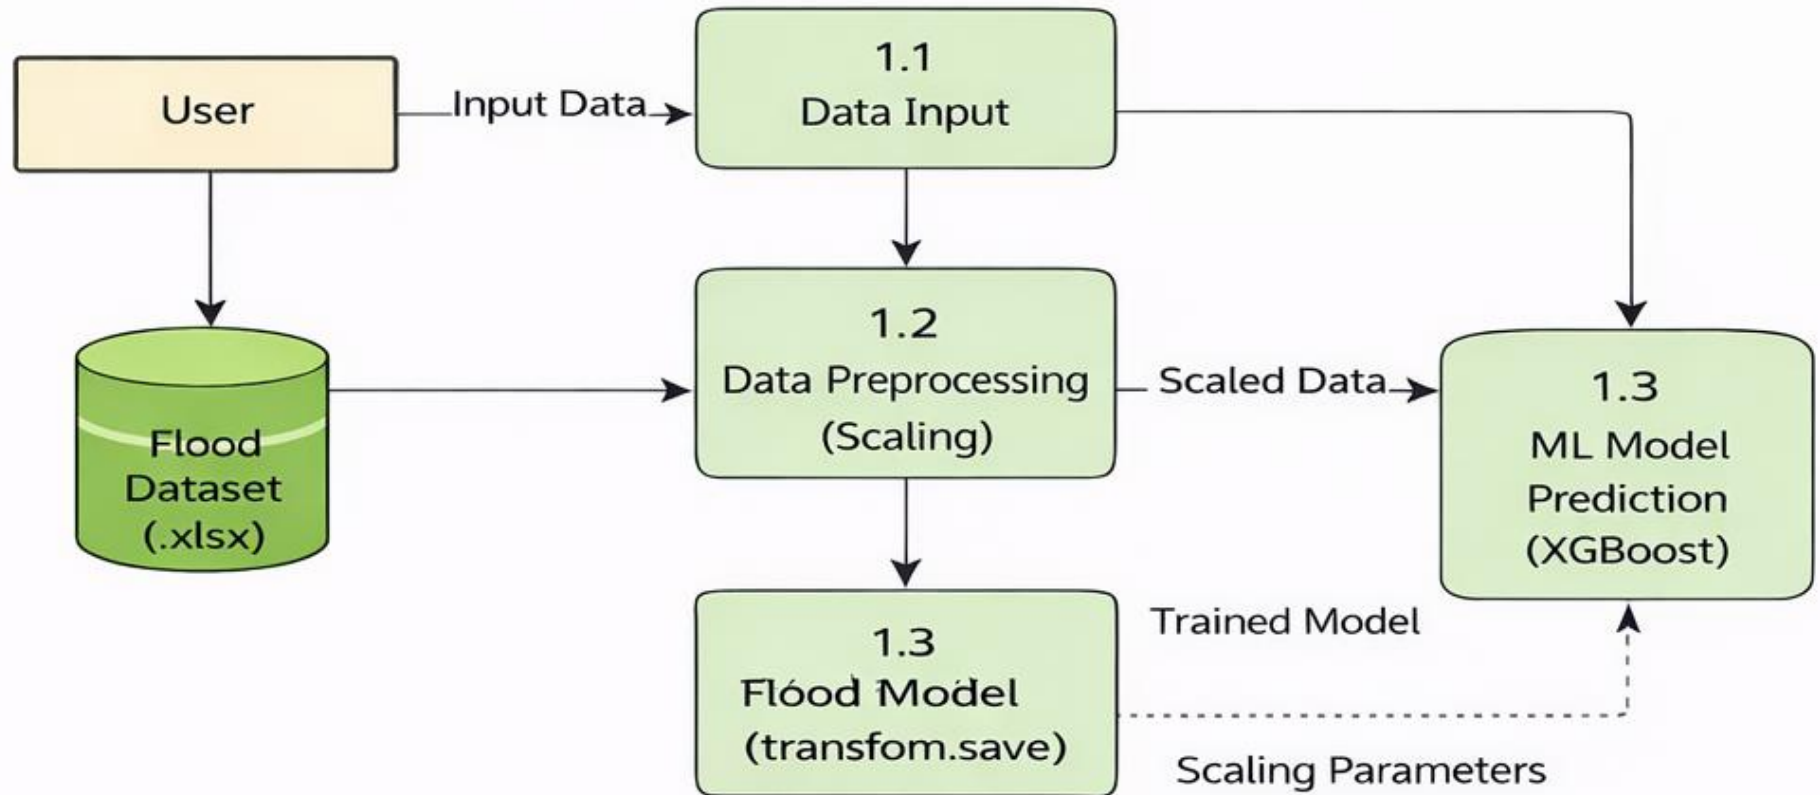 1.1
Data Input
User
Input Data
1.2
Data Preprocessing
(Scaling)
Scaled Data
Flood
Dataset
(.xlsx)
1.3
ML Model
Prediction
(XGBoost)
1.3
Flood Model
(transfom.save)
Trained Model
Scaling Parameters